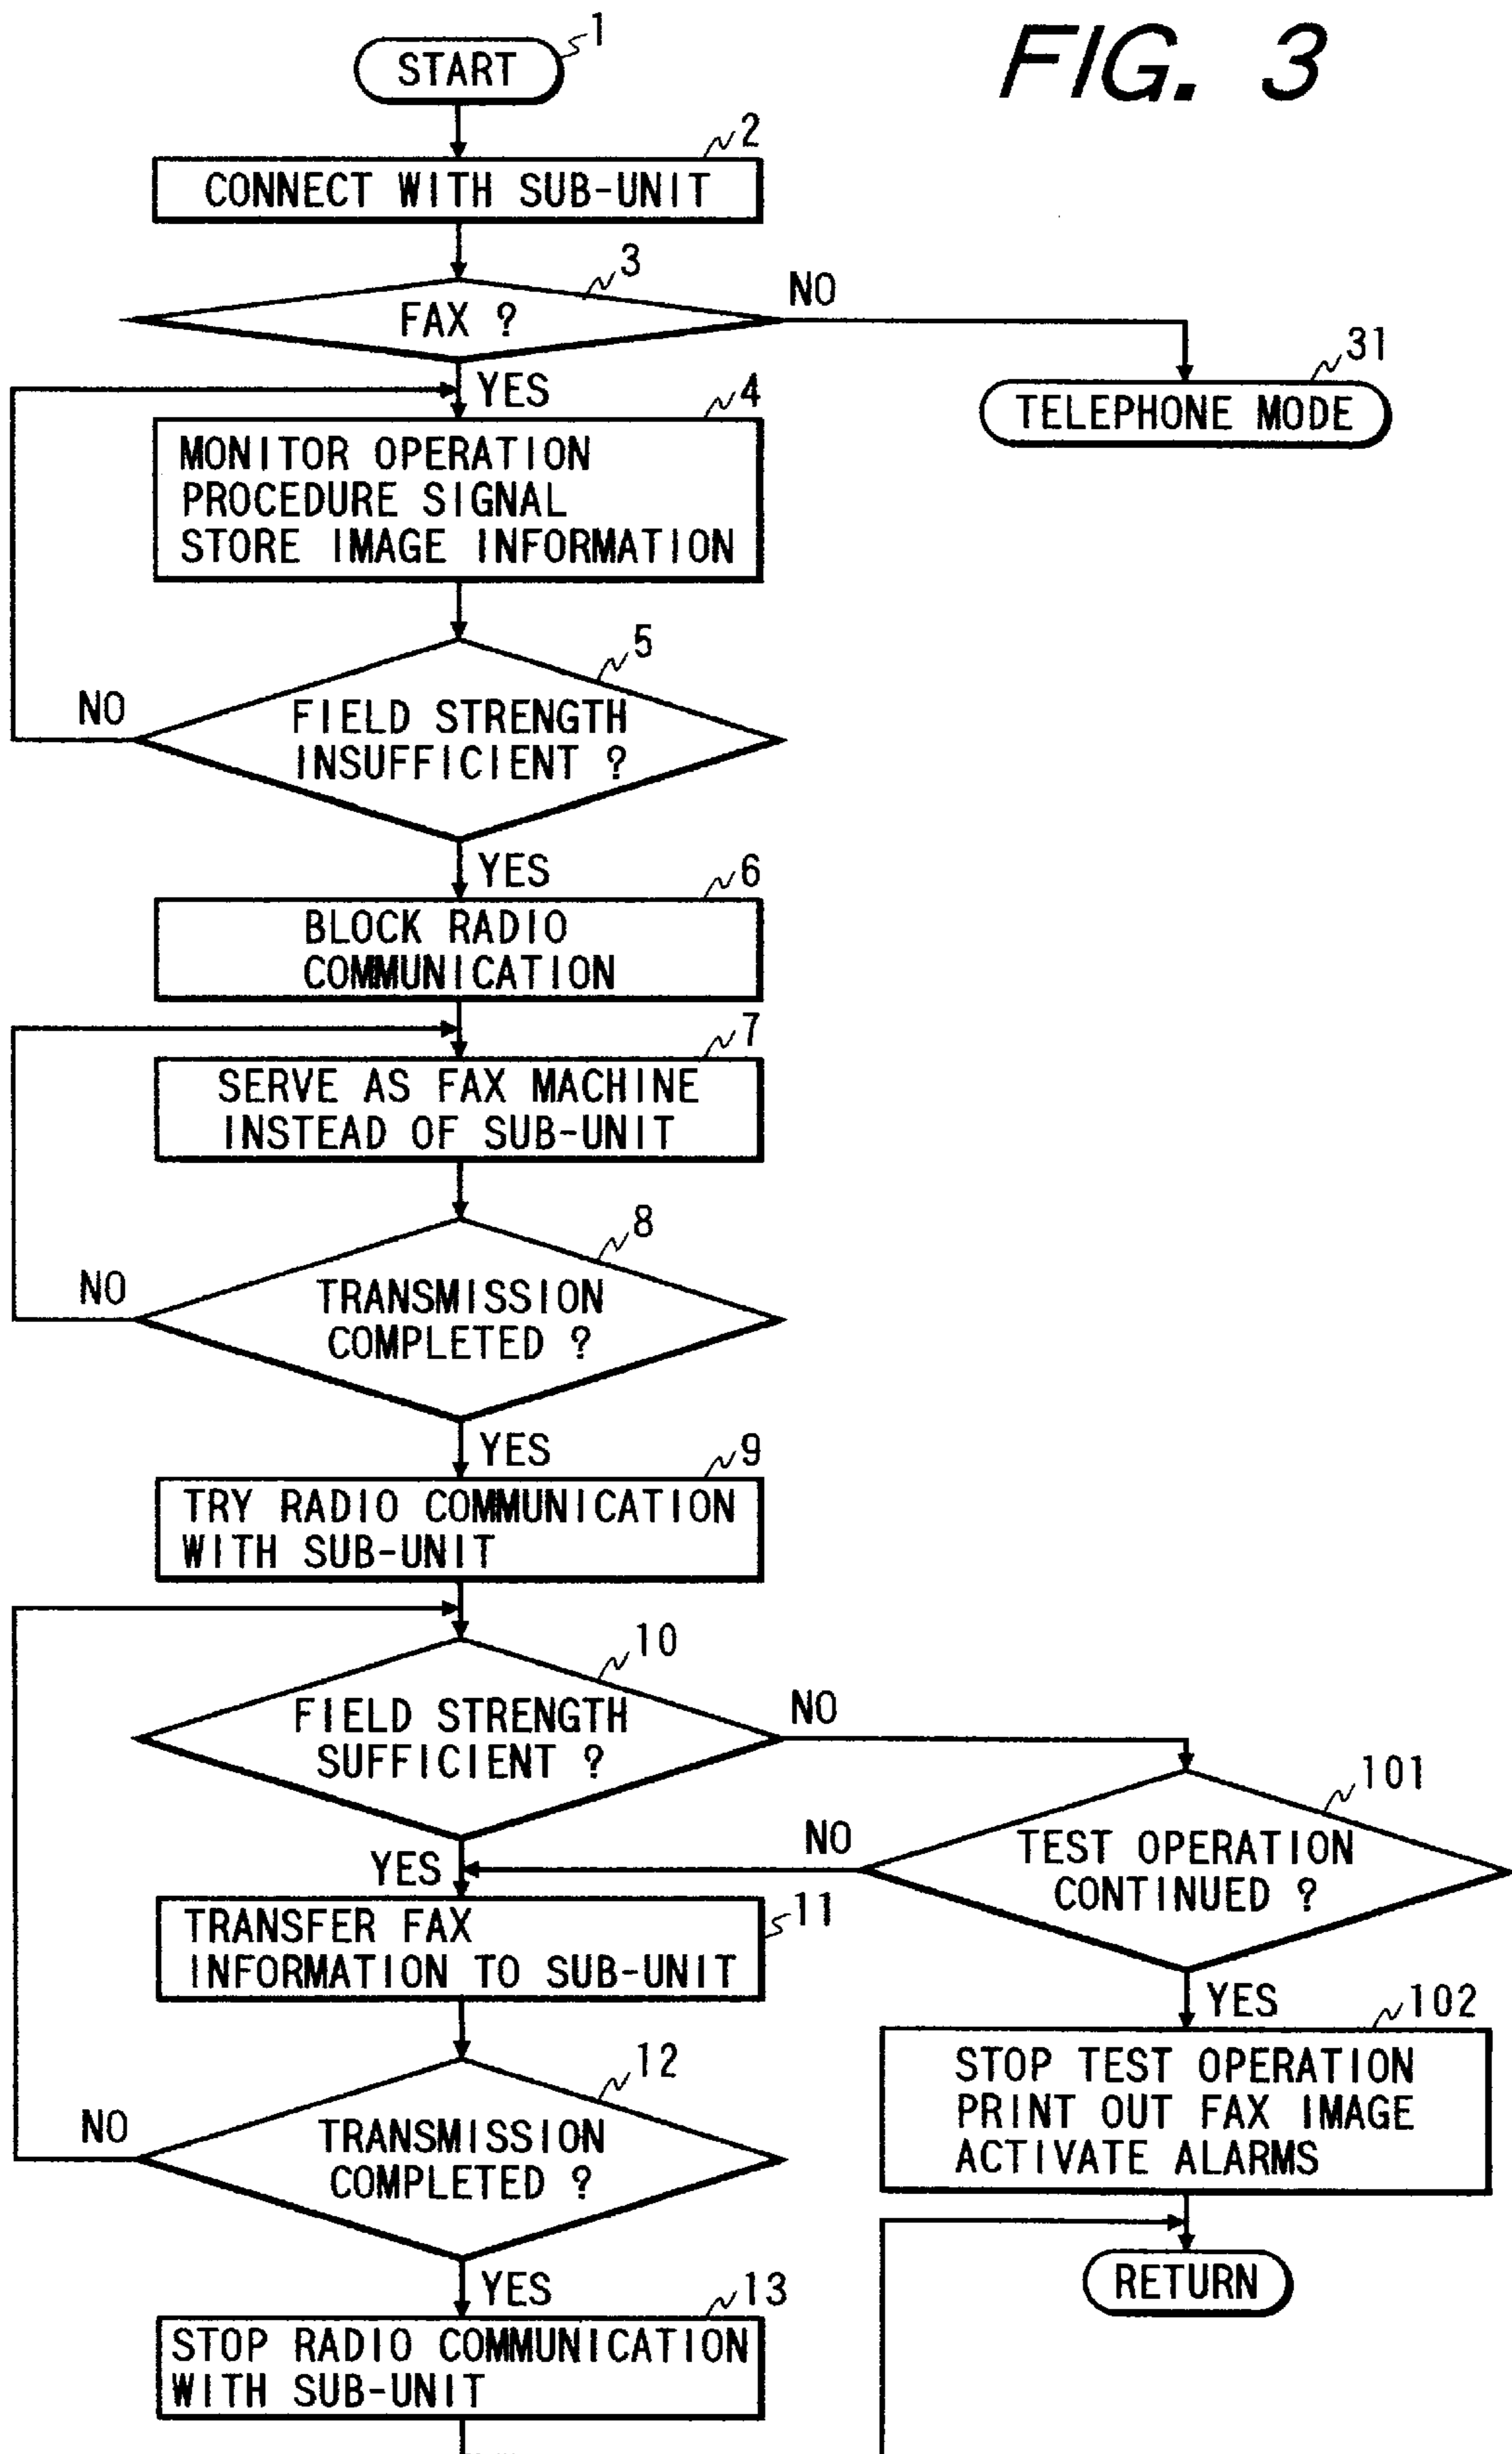 FIG. 3
1
START
2
CONNECT WITH SUB-UNIT
3
FAX ?
NO
YES
31
TELEPHONE MODE
4
MONITOR OPERATION
PROCEDURE SIGNAL
STORE IMAGE INFORMATION
5
FIELD STRENGTH
INSUFFICIENT ?
NO
YES
6
BLOCK RADIO
COMMUNICATION
7
SERVE AS FAX MACHINE
INSTEAD OF SUB-UNIT
8
TRANSMISSION
COMPLETED ?
NO
YES
9
TRY RADIO COMMUNICATION
WITH SUB-UNIT
10
FIELD STRENGTH
SUFFICIENT ?
NO
YES
101
TEST OPERATION
CONTINUED ?
NO
YES
11
TRANSFER FAX
INFORMATION TO SUB-UNIT
102
STOP TEST OPERATION
PRINT OUT FAX IMAGE
ACTIVATE ALARMS
12
TRANSMISSION
COMPLETED ?
NO
YES
RETURN
13
STOP RADIO COMMUNICATION
WITH SUB-UNIT